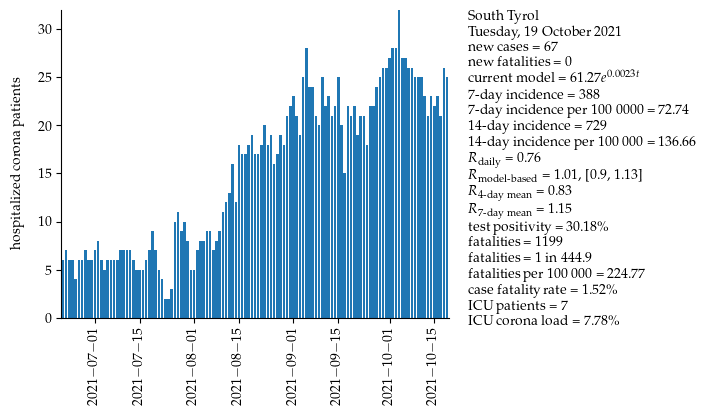 hospitalized corona patients
30
25
20
15
10
5
0
2021−07−01
2021−07−15
2021−08−01
2021−08−15
2021−09−01
2021−09−15
2021−10−01
2021−10−15
South Tyrol
Tuesday, 19 October 2021
new cases = 67
new fatalities = 0
current model = 61.27e^0.0023t
7-day incidence = 388
7-day incidence per 100 0000 = 72.74
14-day incidence = 729
14-day incidence per 100 000 = 136.66
R_daily = 0.76
R_model-based = 1.01, [0.9, 1.13]
R_4-day mean = 0.83
R_7-day mean = 1.15
test positivity = 30.18%
fatalities = 1199
fatalities = 1 in 444.9
fatalities per 100 000 = 224.77
case fatality rate = 1.52%
ICU patients = 7
ICU corona load = 7.78%